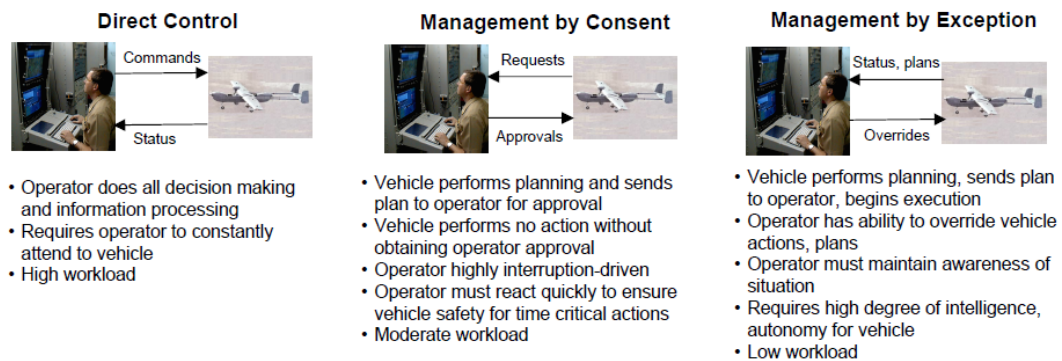 Direct Control
Commands
Status
• Operator does all decision making
and information processing
• Requires operator to constantly
attend to vehicle
• High workload
Management by Consent
Requests
Approvals
• Vehicle performs planning and sends
plan to operator for approval
• Vehicle performs no action without
obtaining operator approval
• Operator highly interruption-driven
• Operator must react quickly to ensure
vehicle safety for time critical actions
• Moderate workload
Management by Exception
Status, plans
Overrides
• Vehicle performs planning, sends plan
to operator, begins execution
• Operator has ability to override vehicle
actions, plans
• Operator must maintain awareness of
situation
• Requires high degree of intelligence,
autonomy for vehicle
• Low workload